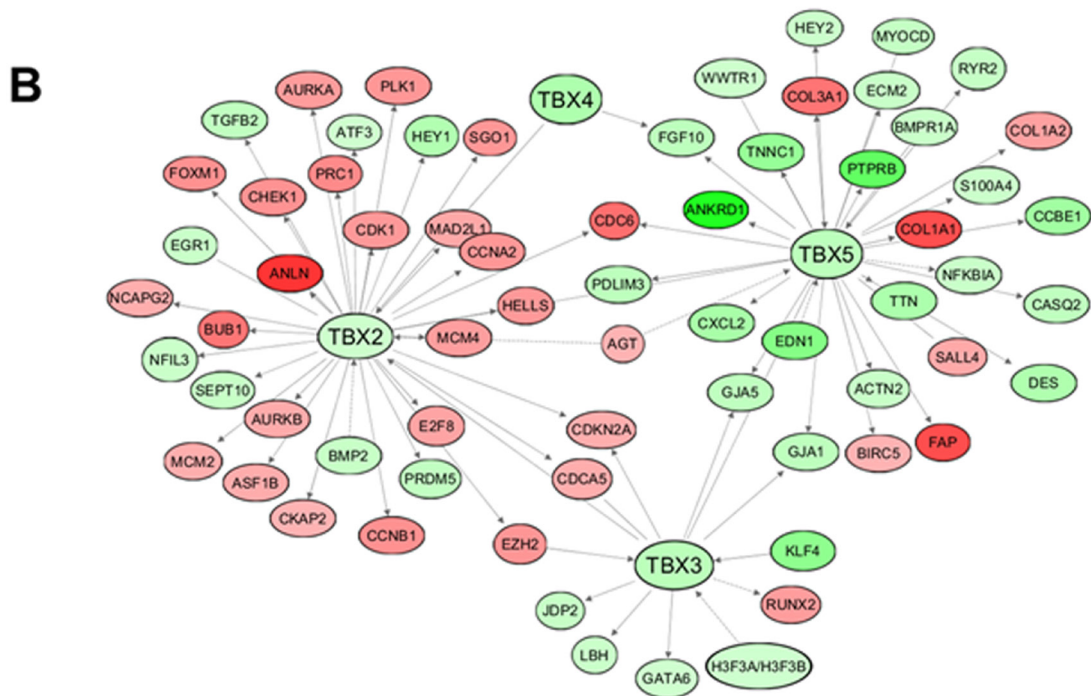 B
HEY2
MYOCD
RYR2
WWTR1
COL3A1
ECM2
AURKA
PLK1
TBX4
TGFB2
ATF3
HEY1
SGO1
FGF10
BMPR1A
COL1A2
TNNC1
PTPRB
FOXM1
PRC1
CHEK1
S100A4
ANKRD1
CDC6
CCBE1
CDK1
MAD2L1
COL1A1
EGR1
CCNA2
TBX5
ANLN
NFKBIA
PDLIM3
NCAPG2
HELLS
TTN
CASQ2
BUB1
CXCL2
TBX2
MCM4
AGT
EDN1
SALL4
NFIL3
SEPT10
GJA5
ACTN2
DES
AURKB
E2F8
CDKN2A
FAP
MCM2
BMP2
GJA1
BIRC5
ASF1B
PRDM5
CDCA5
CKAP2
CCNB1
EZH2
KLF4
TBX3
JDP2
RUNX2
LBH
GATA6
H3F3A/H3F3B